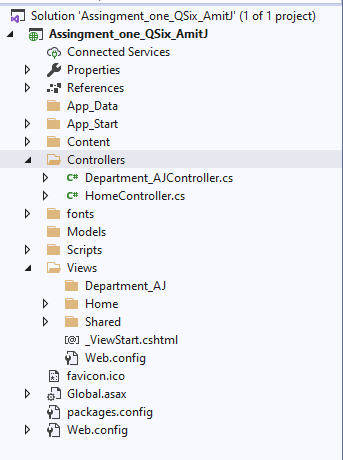 Solution 'Assingment_one_QSix_AmitJ' (1 of 1 project)
Assingment_one_QSix_AmitJ
Connected Services
Properties
References
App_Data
App_Start
Content
Controllers
C# Department_AJController.cs
C# HomeController.cs
fonts
Models
Scripts
Views
Department_AJ
Home
Shared
[@] _ViewStart.cshtml
Web.config
favicon.ico
Global.asax
packages.config
Web.config